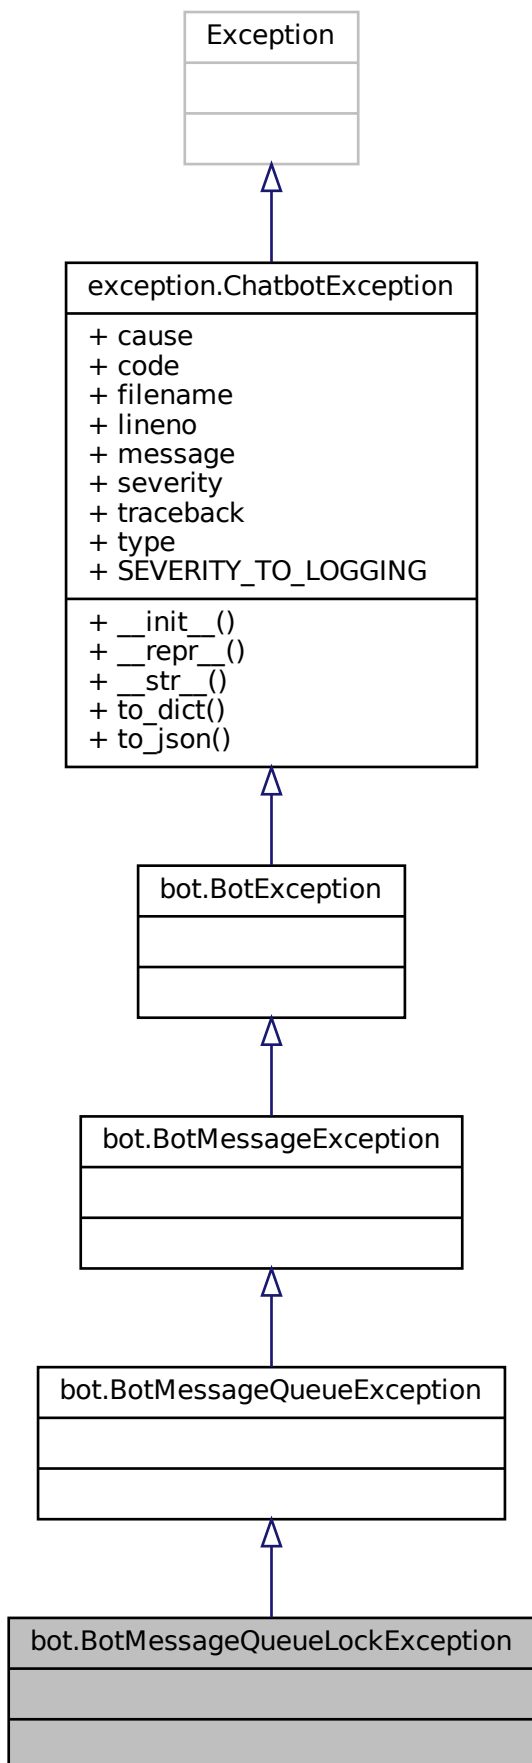 Exception
exception.ChatbotException
+ cause
+ code
+ filename
+ lineno
+ message
+ severity
+ traceback
+ type
+ SEVERITY_TO_LOGGING
+ __init__()
+ __repr__()
+ __str__()
+ to_dict()
+ to_json()
bot.BotException
bot.BotMessageException
bot.BotMessageQueueException
bot.BotMessageQueueLockException